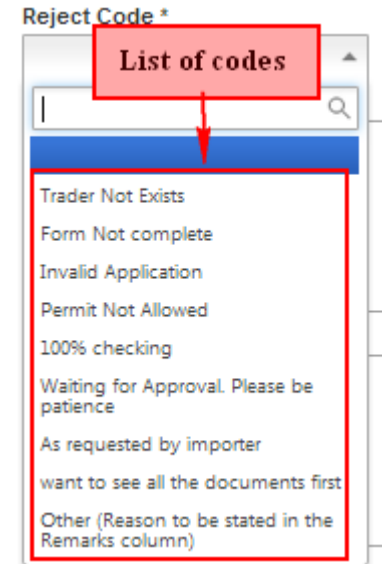 Reject Code *
List of codes
Trader Not Exists
Form Not complete
Invalid Application
Permit Not Allowed
100% checking
Waiting for Approval. Please be
patience
As requested by importer
want to see all the documents first
Other (Reason to be stated in the
Remarks column)